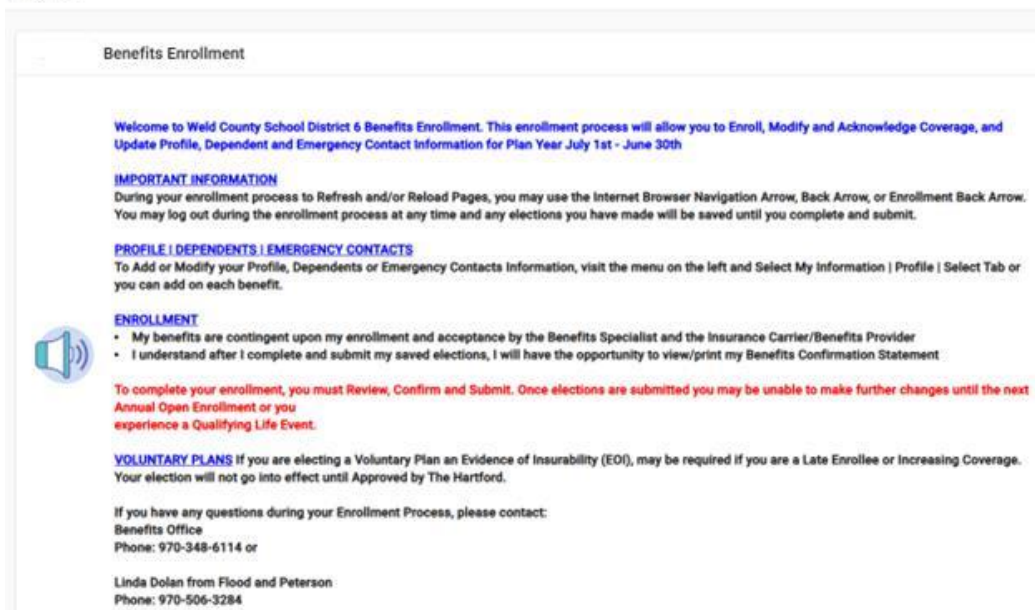 Benefits Enrollment
Welcome to Weld County School District 6 Benefits Enrollment. This enrollment process will allow you to Enroll, Modify and Acknowledge Coverage, and
Update Profile, Dependent and Emergency Contact Information for Plan Year July 1st - June 30th
IMPORTANT INFORMATION
During your enrollment process to Refresh and/or Reload Pages, you may use the Internet Browser Navigation Arrow, Back Arrow, or Enrollment Back Arrow.
You may log out during the enrollment process at any time and any elections you have made will be saved until you complete and submit.
PROFILE | DEPENDENTS | EMERGENCY CONTACTS
To Add or Modify your Profile, Dependents or Emergency Contacts Information, visit the menu on the left and Select My Information | Profile | Select Tab or
you can add on each benefit.
ENROLLMENT
• My benefits are contingent upon my enrollment and acceptance by the Benefits Specialist and the Insurance Carrier/Benefits Provider
• I understand after I complete and submit my saved elections, I will have the opportunity to view/print my Benefits Confirmation Statement
To complete your enrollment, you must Review, Confirm and Submit. Once elections are submitted you may be unable to make further changes until the next
Annual Open Enrollment or you
experience a Qualifying Life Event.
VOLUNTARY PLANS If you are electing a Voluntary Plan an Evidence of Insurability (EOI), may be required if you are a Late Enrollee or Increasing Coverage.
Your election will not go into effect until Approved by The Hartford.
If you have any questions during your Enrollment Process, please contact:
Benefits Office
Phone: 970-348-6114 or
Linda Dolan from Flood and Peterson
Phone: 970-506-3284